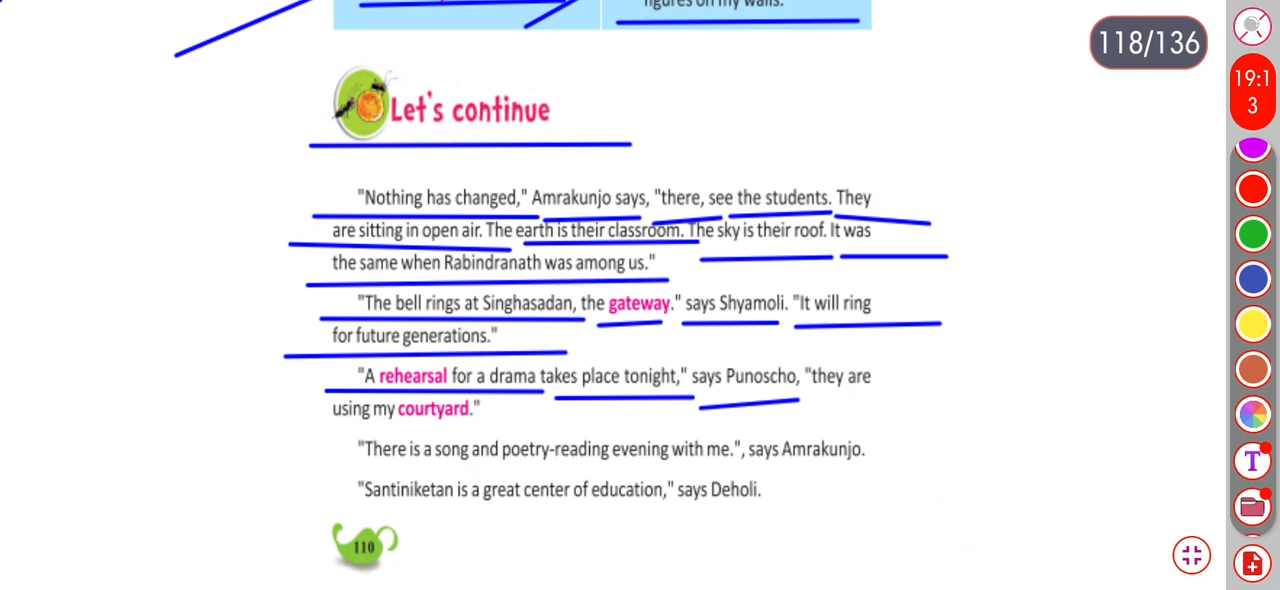 figures on my walls.
118/136
19:1
3
Let's continue
"Nothing has changed," Amrakunjo says, "there, see the students. They
are sitting in open air. The earth is their classroom. The sky is their roof. It was
the same when Rabindranath was among us."
"The bell rings at Singhasadan, the gateway." says Shyamoli. "It will ring
for future generations."
"A rehearsal for a drama takes place tonight," says Punoscho, "they are
using my courtyard."
"There is a song and poetry-reading evening with me.", says Amrakunjo.
"Santiniketan is a great center of education," says Deholi.
110
T